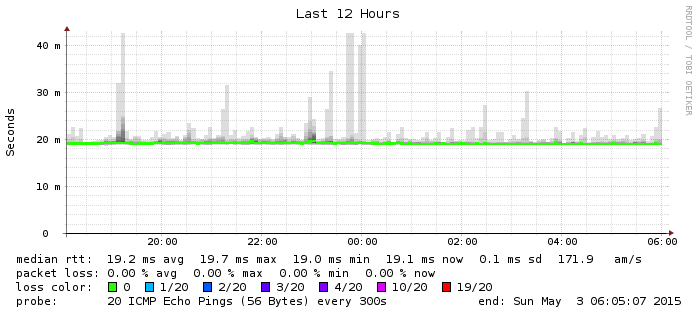 Last 12 Hours
RRDTOOL / TOBI OETIKER
Seconds
40 m
30 m
20 m
10 m
0
20:00 22:00 00:00 02:00 04:00 06:00
median rtt: 19.2 ms avg 19.7 ms max 19.0 ms min 19.1 ms now 0.1 ms sd 171.9 am/s
packet loss: 0.00 % avg 0.00 % max 0.00 % min 0.00 % now
loss color: 0 1/20 2/20 3/20 4/20 10/20 19/20
probe: 20 ICMP Echo Pings (56 Bytes) every 300s end: Sun May 3 06:05:07 2015